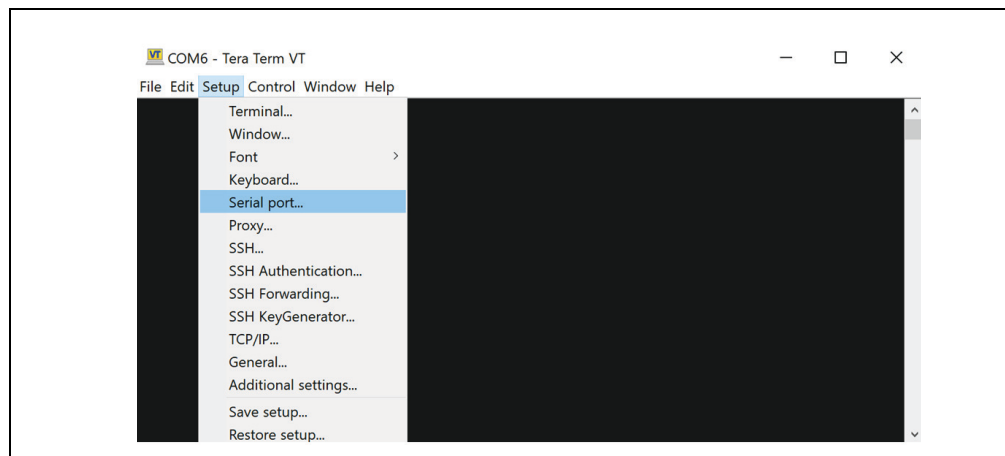 VT COM6 - Tera Term VT
File Edit Setup Control Window Help
Terminal...
Window...
Font
Keyboard...
Serial port...
Proxy...
SSH...
SSH Authentication...
SSH Forwarding...
SSH KeyGenerator...
TCP/IP...
General...
Additional settings...
Save setup...
Restore setup...